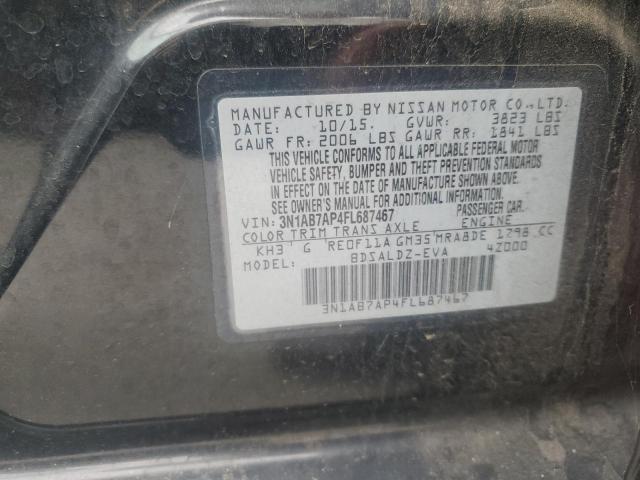 MANUFACTURED BY NISSAN MOTOR CO., LTD.
DATE: 10/15. GVWR: 3823 LBS
GAWR FR: 2006 LBS GAWR RR: 1841 LBS
THIS VEHICLE CONFORMS TO ALL APPLICABLE FEDERAL MOTOR
VEHICLE SAFETY, BUMPER AND THEFT PREVENTION STANDARDS
IN EFFECT ON THE DATE OF MANUFACTURE SHOWN ABOVE.
SEE OWNER'S MANUAL FOR ADDITIONAL INFORMATION.
VIN: 3N1AB7AP4FL687467 PASSENGER CAR.
COLOR TRIM TRANS AXLE ENGINE
KH3 G RE0F11A GM35 MRA8DE 1798 CC
MODEL: BDSALDZ-EVA 4Z000
3N1AB7AP4FL687467